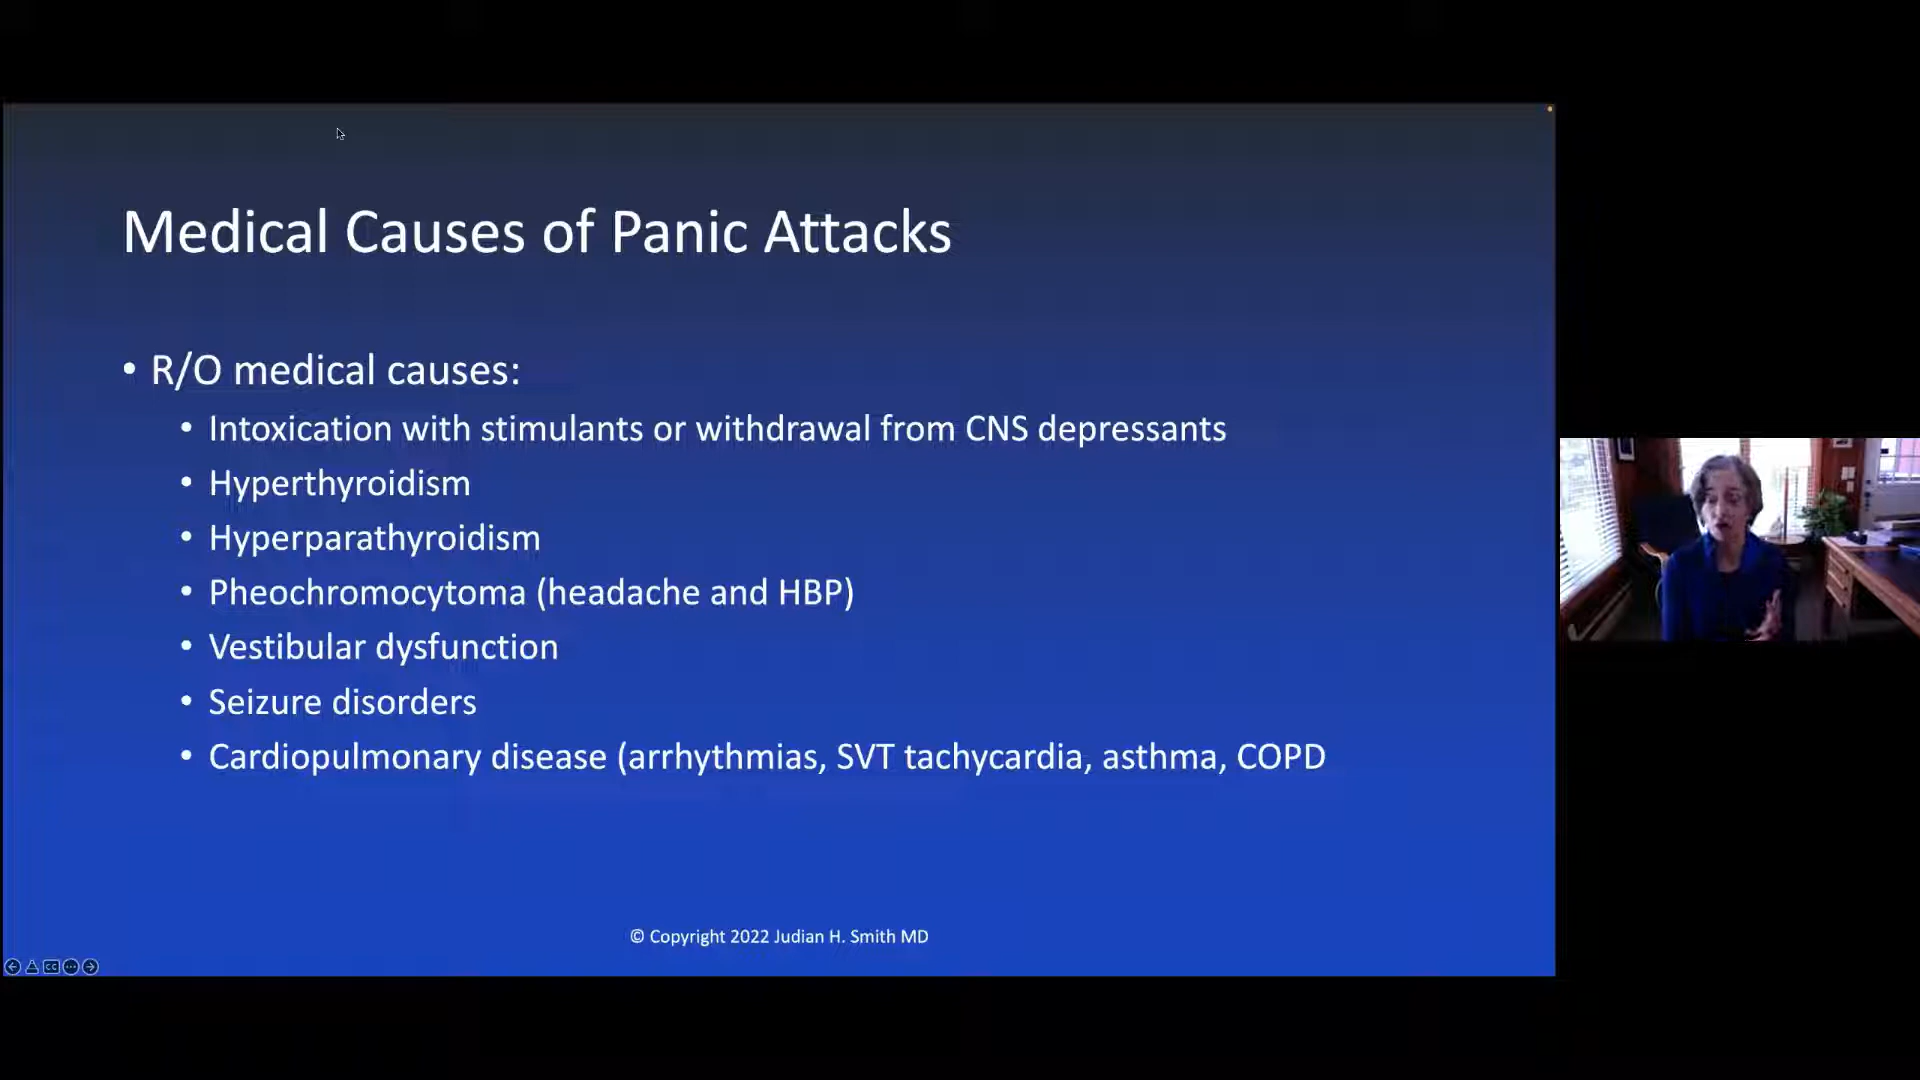 Medical Causes of Panic Attacks
• R/O medical causes:
• Intoxication with stimulants or withdrawal from CNS depressants
• Hyperthyroidism
• Hyperparathyroidism
• Pheochromocytoma (headache and HBP)
• Vestibular dysfunction
• Seizure disorders
• Cardiopulmonary disease (arrhythmias, SVT tachycardia, asthma, COPD
© Copyright 2022 Judian H. Smith MD
CC